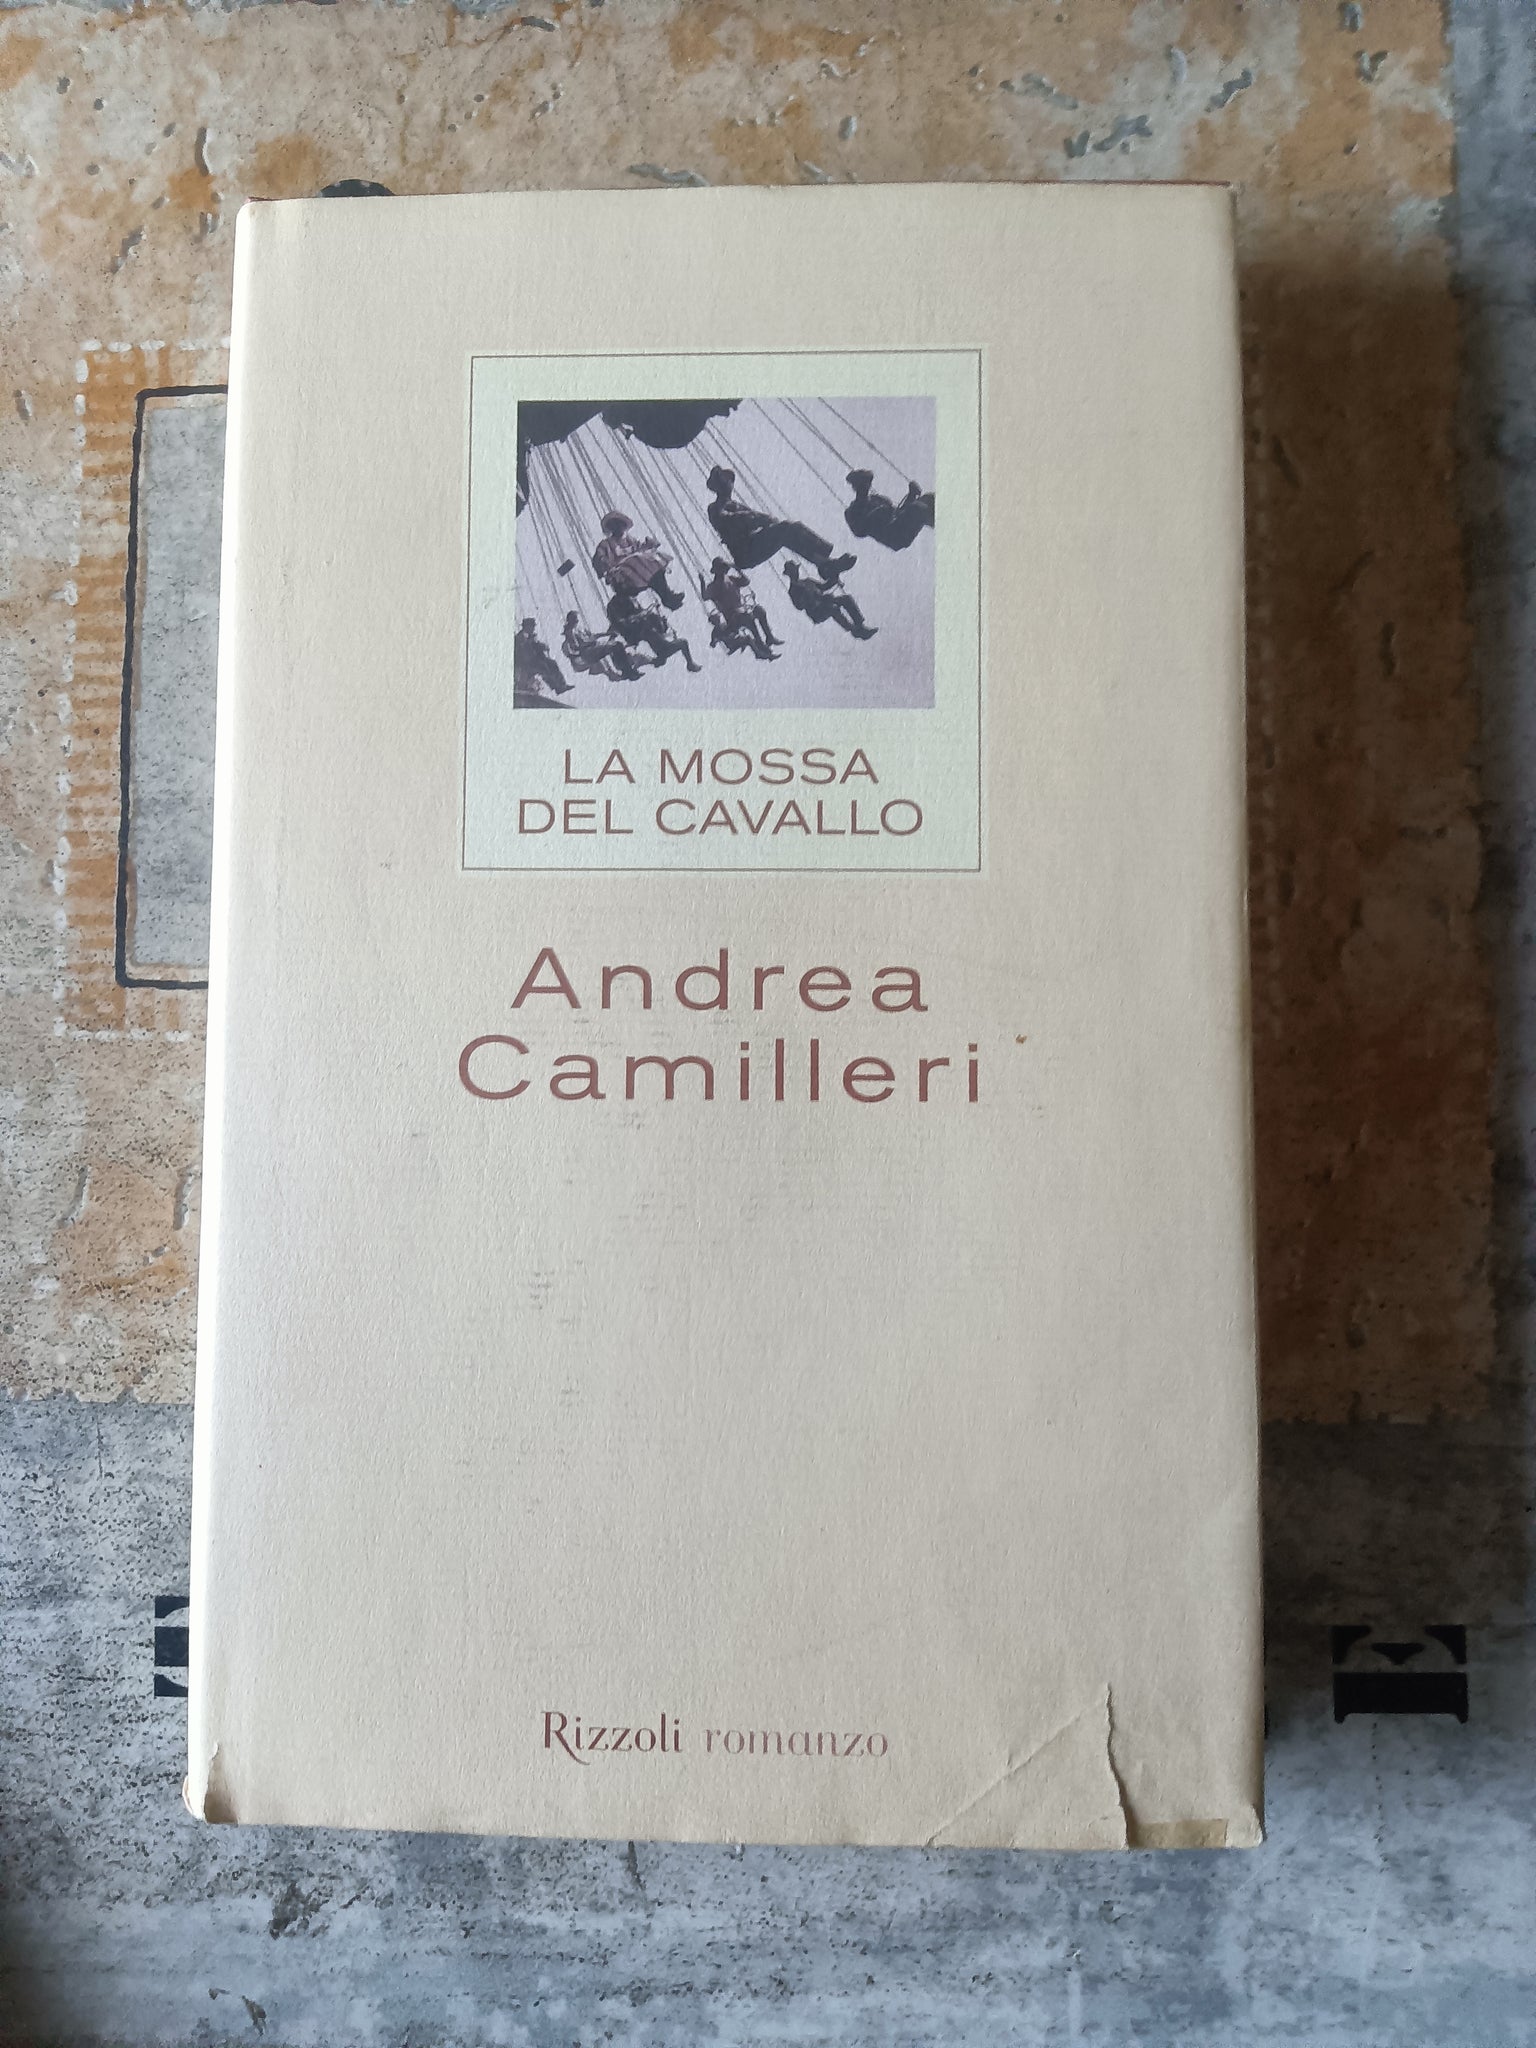 LA MOSSA
DEL CAVALLO
Andrea
Camilleri
Rizzoli romanzo